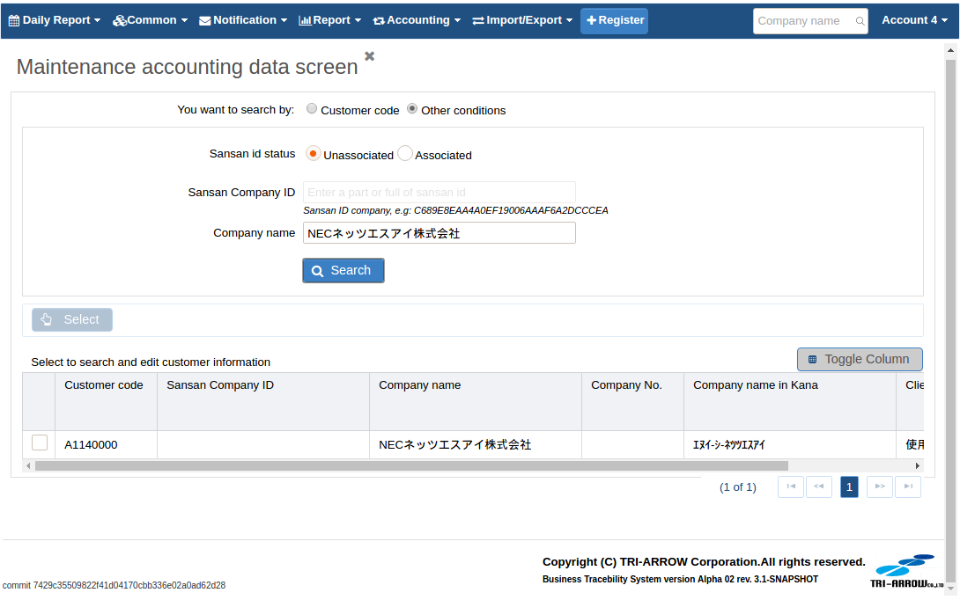 Daily Report Common Notification Report Accounting Import/Export Register Company name Account 4
Maintenance accounting data screen
You want to search by: Customer code Other conditions
Sansan id status Unassociated Associated
Sansan Company ID Enter a part or full of sansan id
Sansan ID company, e.g: C689E8EAA4A0EF19006AAAF6A2DCCCEA
Company name NECネッツエスアイ株式会社
Search
Select
Select to search and edit customer information Toggle Column
Customer code Sansan Company ID Company name Company No. Company name in Kana Clie
A1140000 NECネッツエスアイ株式会社 ｴﾇｲ-ｼ-ﾈｯﾂｴｽｱｲ 使用
(1 of 1) 1
Copyright (C) TRI-ARROW Corporation.All rights reserved.
Business Tracebility System version Alpha 02 rev. 3.1-SNAPSHOT
commit 7429c35509822f41d04170cbb336e02a0ad62d28
TRI-ARROW Co.,LTD